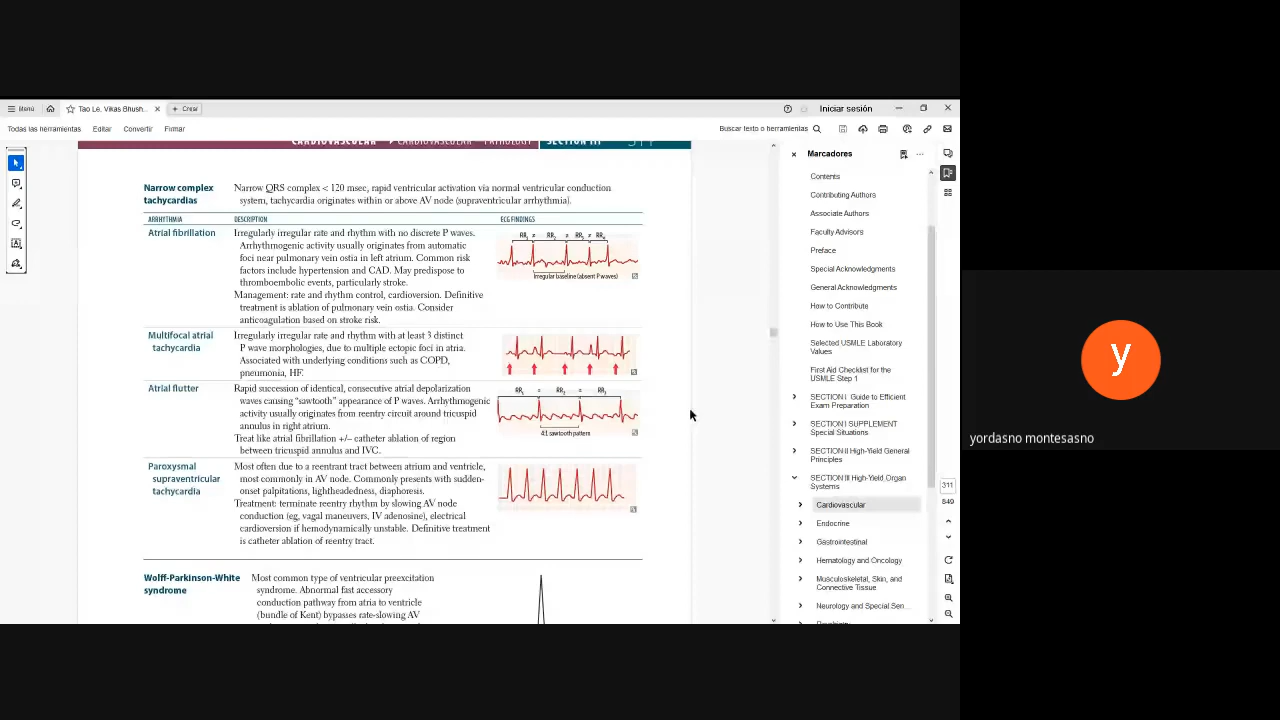 Menú
Tao Le, Vikas Bhush...
Crear
Iniciar sesión
Todas las herramientas Editar Convertir Firmar
Buscar texto o herramientas
CARDIOVASCULAR CARDIOVASCULAR—PATHOLOGY SECTION III 311
Narrow complex
tachycardias
Narrow QRS complex < 120 msec, rapid ventricular activation via normal ventricular conduction
system, tachycardia originates within or above AV node (supraventricular arrhythmia).
ARRHYTHMIA DESCRIPTION ECG FINDINGS
Atrial fibrillation
Irregularly irregular rate and rhythm with no discrete P waves.
Arrhythmogenic activity usually originates from automatic
foci near pulmonary vein ostia in left atrium. Common risk
factors include hypertension and CAD. May predispose to
thromboembolic events, particularly stroke.
Management: rate and rhythm control, cardioversion. Definitive
treatment is ablation of pulmonary vein ostia. Consider
anticoagulation based on stroke risk.
RR1 ≠ RR2 ≠ RR3 ≠ RR4
Irregular baseline (absent P waves)
Multifocal atrial
tachycardia
Irregularly irregular rate and rhythm with at least 3 distinct
P wave morphologies, due to multiple ectopic foci in atria.
Associated with underlying conditions such as COPD,
pneumonia, HF.
Atrial flutter
Rapid succession of identical, consecutive atrial depolarization
waves causing “sawtooth” appearance of P waves. Arrhythmogenic
activity usually originates from reentry circuit around tricuspid
annulus in right atrium.
Treat like atrial fibrillation +/– catheter ablation of region
between tricuspid annulus and IVC.
RR1 = RR2 = RR3
4:1 sawtooth pattern
Paroxysmal
supraventricular
tachycardia
Most often due to a reentrant tract between atrium and ventricle,
most commonly in AV node. Commonly presents with sudden-
onset palpitations, lightheadedness, diaphoresis.
Treatment: terminate reentry rhythm by slowing AV node
conduction (eg, vagal maneuvers, IV adenosine), electrical
cardioversion if hemodynamically unstable. Definitive treatment
is catheter ablation of reentry tract.
Wolff-Parkinson-White
syndrome
Most common type of ventricular preexcitation
syndrome. Abnormal fast accessory
conduction pathway from atria to ventricle
(bundle of Kent) bypasses rate-slowing AV
Marcadores
Contents
Contributing Authors
Associate Authors
Faculty Advisors
Preface
Special Acknowledgments
General Acknowledgments
How to Contribute
How to Use This Book
Selected USMLE Laboratory
Values
First Aid Checklist for the
USMLE Step 1
SECTION I Guide to Efficient
Exam Preparation
SECTION I SUPPLEMENT
Special Situations
SECTION II High-Yield General
Principles
SECTION III High-Yield Organ
Systems
Cardiovascular
Endocrine
Gastrointestinal
Hematology and Oncology
Musculoskeletal, Skin, and
Connective Tissue
Neurology and Special Sen...
311
849
y
yordasno montesasno